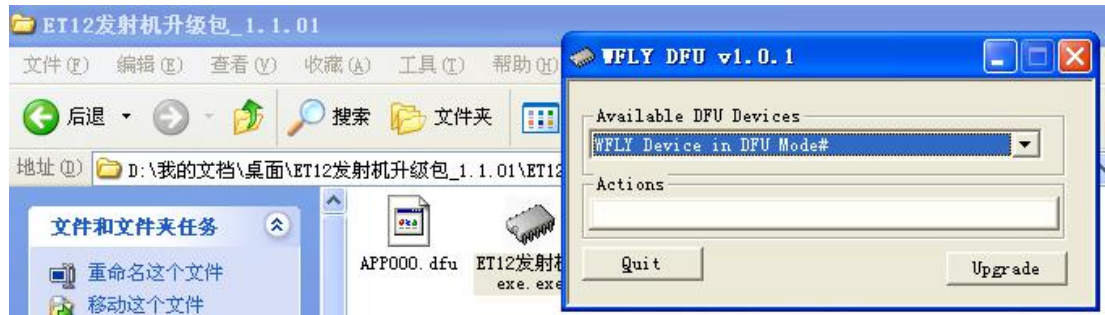 ET12发射机升级包_1.1.01
文件(F) 编辑(E) 查看(V) 收藏(A) 工具(T) 帮助(H)
后退 搜索 文件夹
地址(D) D:\我的文档\桌面\ET12发射机升级包_1.1.01\ET12
文件和文件夹任务
重命名这个文件
移动这个文件
APP000.dfu
ET12发射机
exe.exe
WFLY DFU v1.0.1
Available DFU Devices
WFLY Device in DFU Mode#
Actions
Quit Upgrade